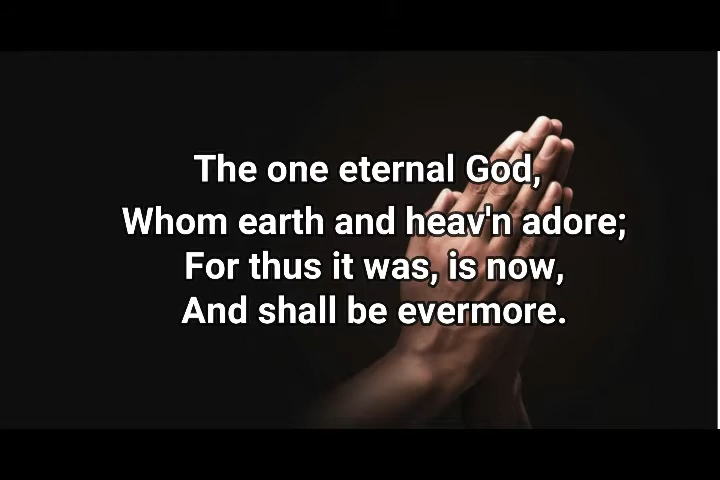 The one eternal God,
Whom earth and heav'n adore;
For thus it was, is now,
And shall be evermore.